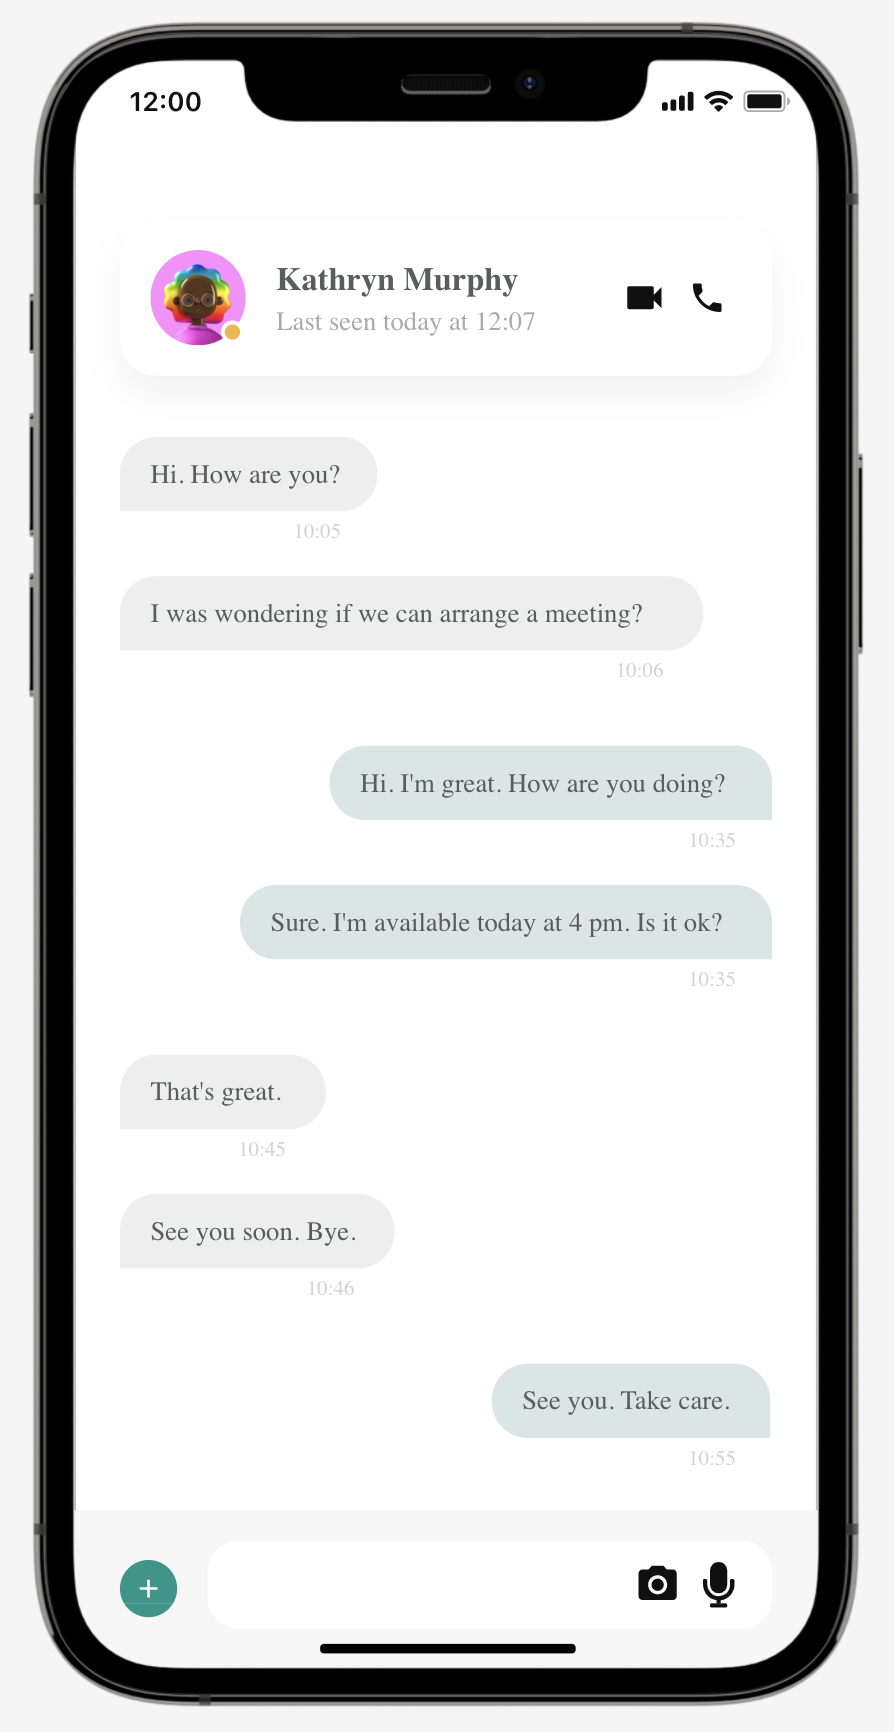 12:00
Kathryn Murphy
Last seen today at 12:07
Hi. How are you?
10:05
I was wondering if we can arrange a meeting?
10:06
Hi. I'm great. How are you doing?
10:35
Sure. I'm available today at 4 pm. Is it ok?
10:35
That's great.
10:45
See you soon. Bye.
10:46
See you. Take care.
10:55